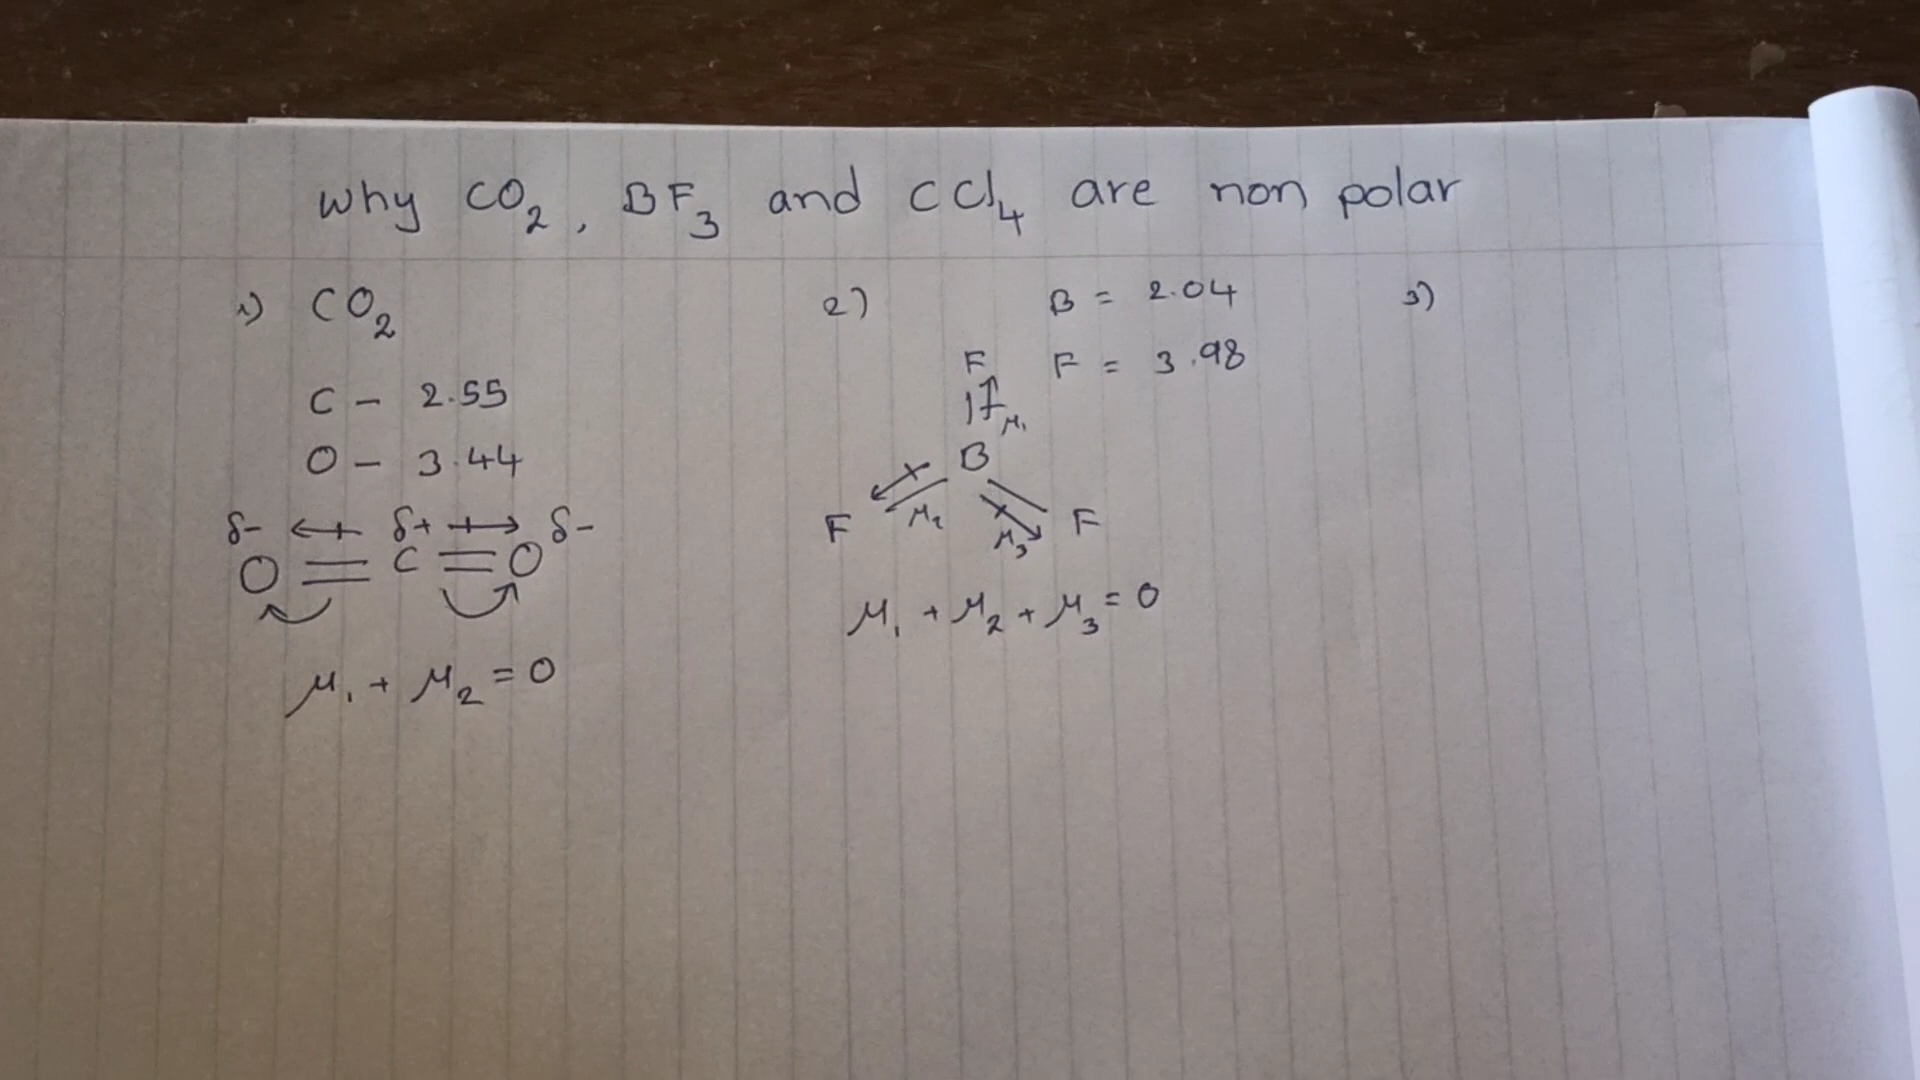 why CO₂, BF₃ and CCl₄ are non polar
1) CO₂
C - 2.55
O - 3.44
δ- δ+ δ-
O = C = O
μ₁ + μ₂ = 0
2)
B = 2.04
F = 3.98
F
μ₁
B
F μ₂ μ₃ F
μ₁ + μ₂ + μ₃ = 0
3)